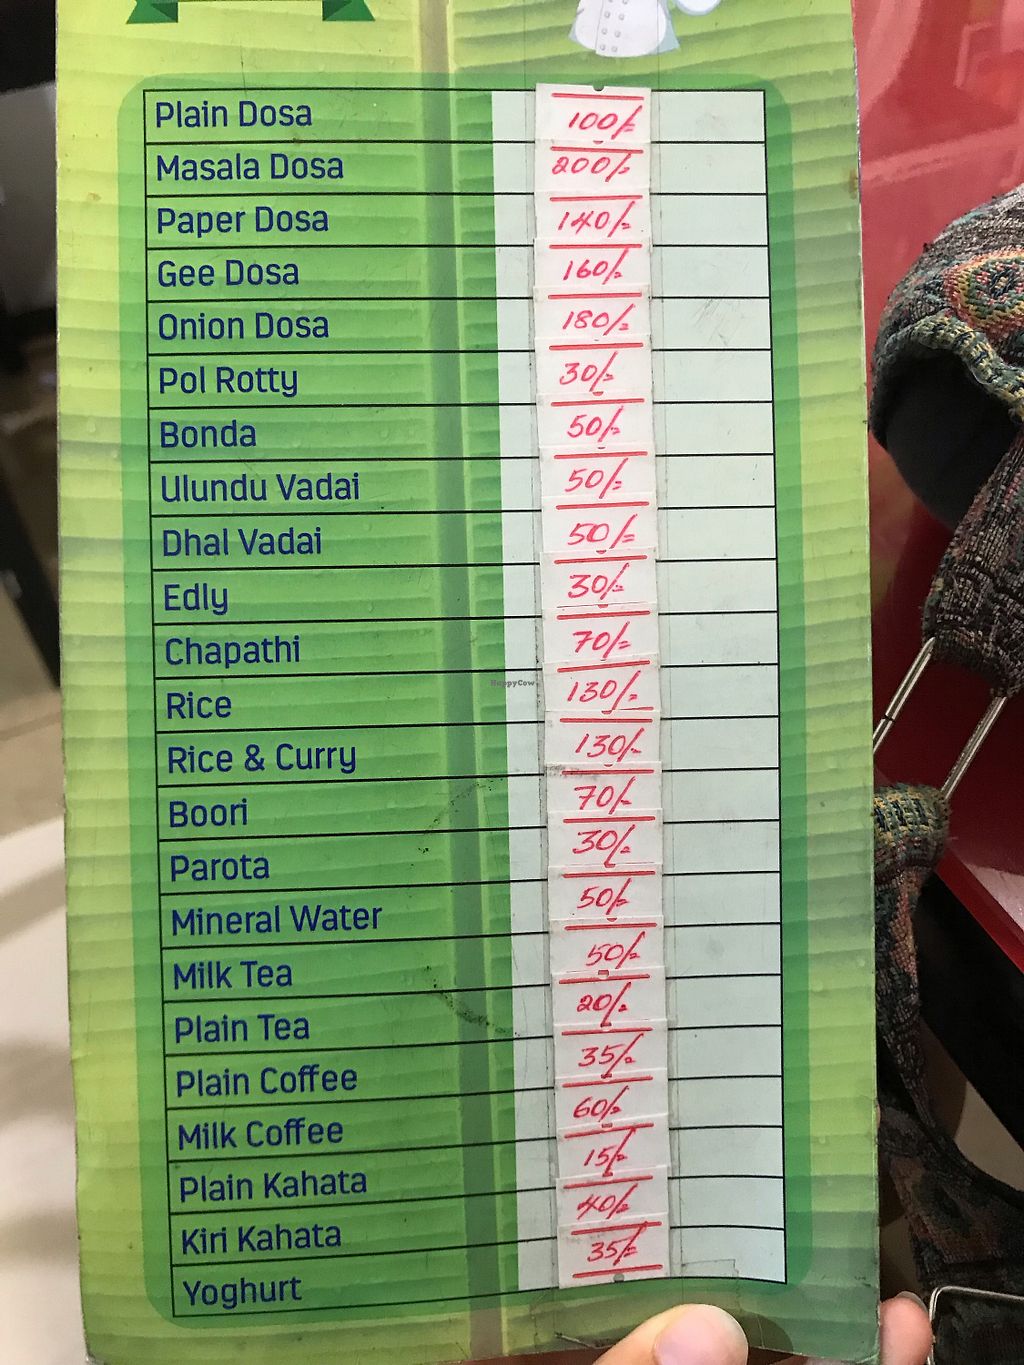 Plain Dosa 100/=
Masala Dosa 200/=
Paper Dosa 140/=
Gee Dosa 160/=
Onion Dosa 180/=
Pol Rotty 30/=
Bonda 50/=
Ulundu Vadai 50/=
Dhal Vadai 50/=
Edly 30/=
Chapathi 70/=
Rice 130/=
Rice & Curry 130/=
Boori 70/=
Parota 30/=
Mineral Water 50/=
Milk Tea 50/=
Plain Tea 20/=
Plain Coffee 35/=
Milk Coffee 60/=
Plain Kahata 15/=
Kiri Kahata 40/=
Yoghurt 35/=
HappyCow